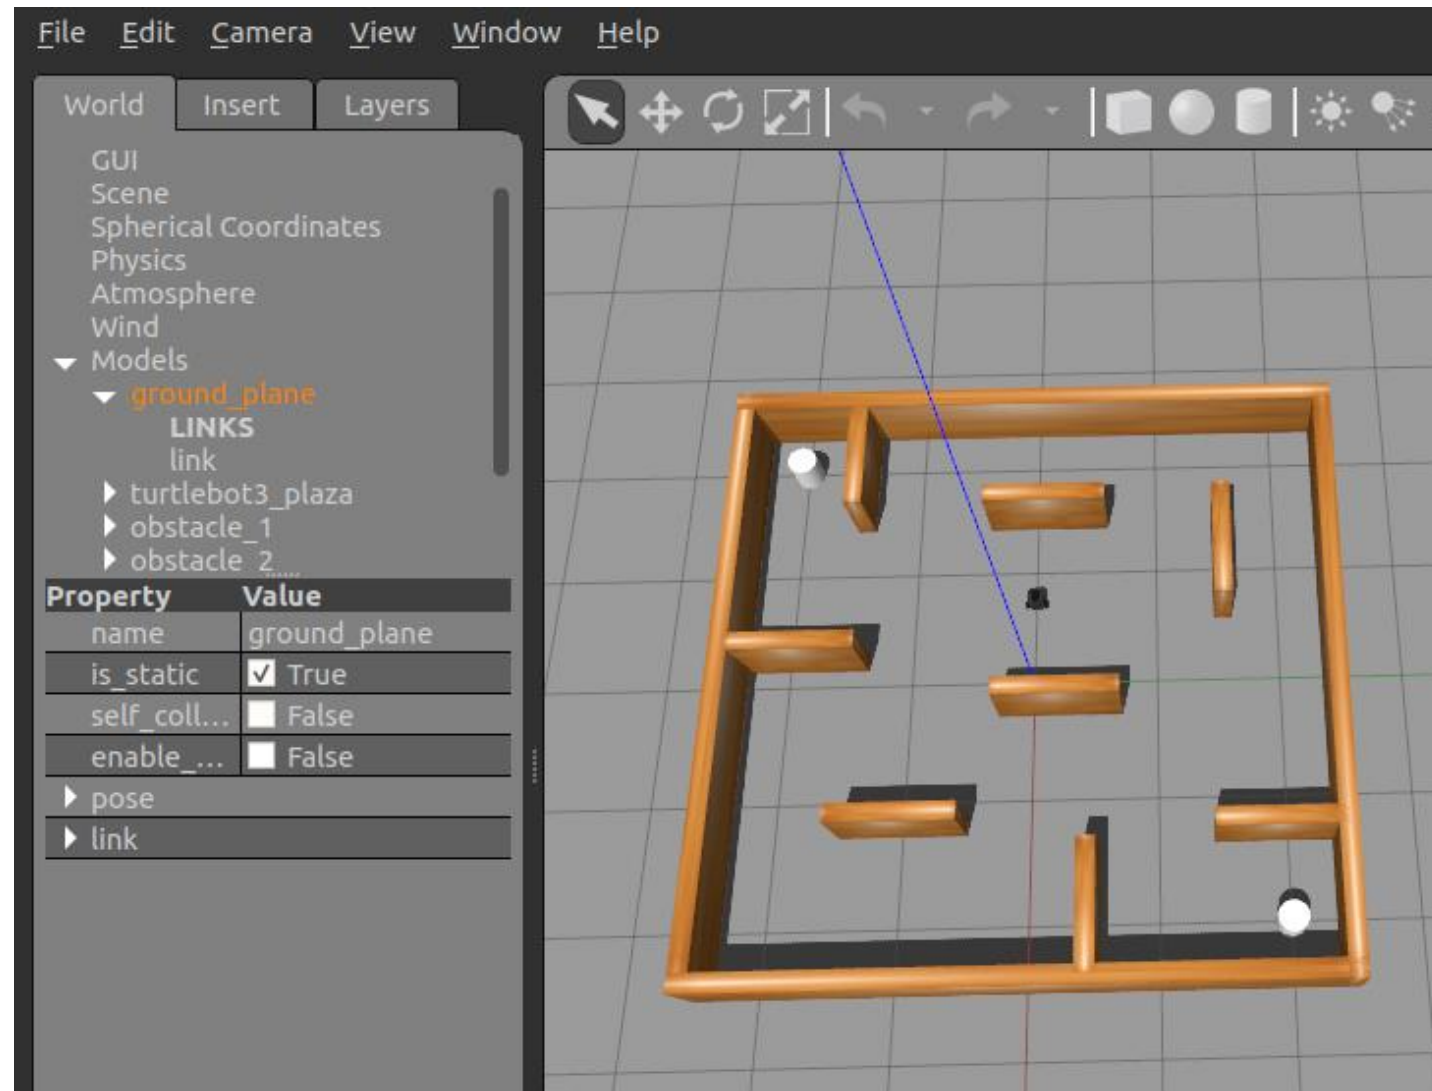 File Edit Camera View Window Help
World Insert Layers
GUI
Scene
Spherical Coordinates
Physics
Atmosphere
Wind
Models
ground_plane
LINKS
link
turtlebot3_plaza
obstacle_1
obstacle_2
Property Value
name ground_plane
is_static True
self_coll... False
enable_... False
pose
link